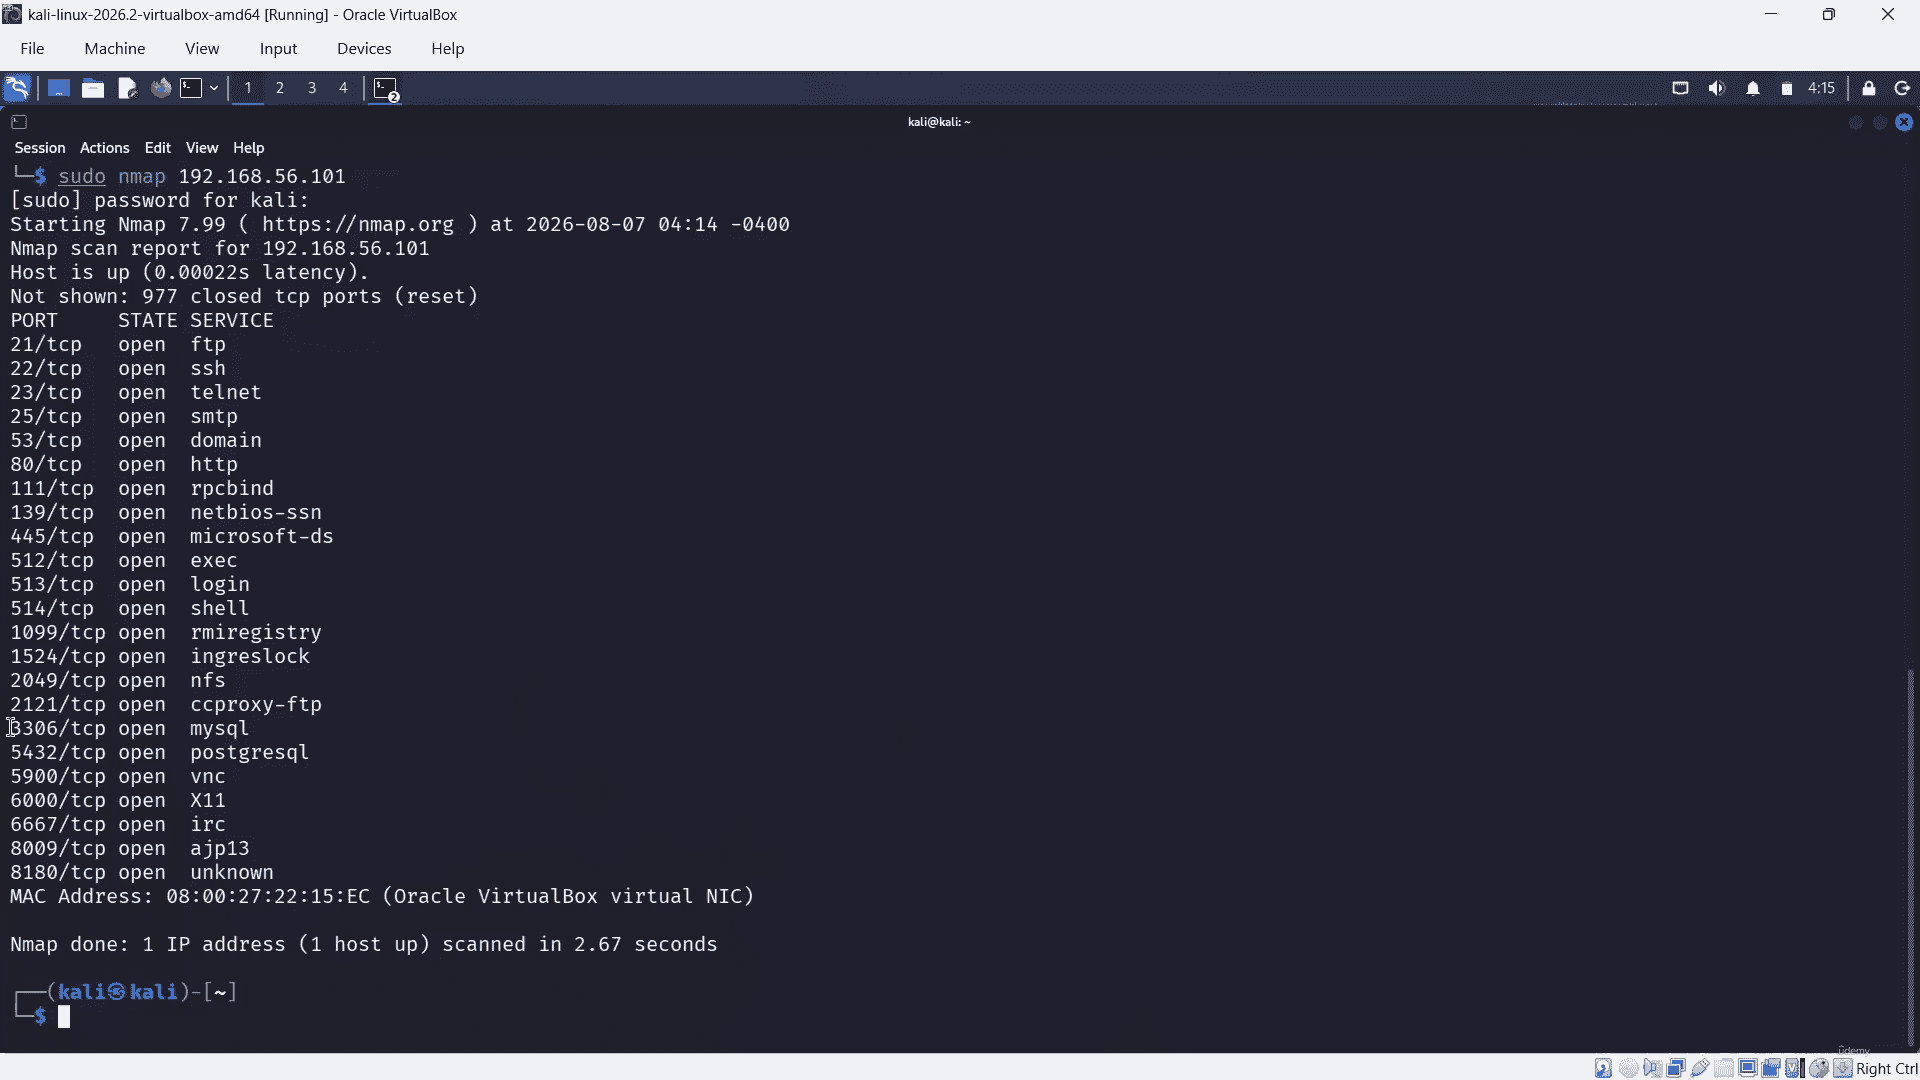 kali-linux-2026.2-virtualbox-amd64 [Running] - Oracle VirtualBox
File Machine View Input Devices Help
1 2 3 4 2 4:15
kali@kali: ~
Session Actions Edit View Help
└─$ sudo nmap 192.168.56.101
[sudo] password for kali:
Starting Nmap 7.99 ( https://nmap.org ) at 2026-08-07 04:14 -0400
Nmap scan report for 192.168.56.101
Host is up (0.00022s latency).
Not shown: 977 closed tcp ports (reset)
PORT STATE SERVICE
21/tcp open ftp
22/tcp open ssh
23/tcp open telnet
25/tcp open smtp
53/tcp open domain
80/tcp open http
111/tcp open rpcbind
139/tcp open netbios-ssn
445/tcp open microsoft-ds
512/tcp open exec
513/tcp open login
514/tcp open shell
1099/tcp open rmiregistry
1524/tcp open ingreslock
2049/tcp open nfs
2121/tcp open ccproxy-ftp
3306/tcp open mysql
5432/tcp open postgresql
5900/tcp open vnc
6000/tcp open X11
6667/tcp open irc
8009/tcp open ajp13
8180/tcp open unknown
MAC Address: 08:00:27:22:15:EC (Oracle VirtualBox virtual NIC)
Nmap done: 1 IP address (1 host up) scanned in 2.67 seconds
┌──(kali㉿kali)-[~]
└─$
ûdemy
Right Ctrl